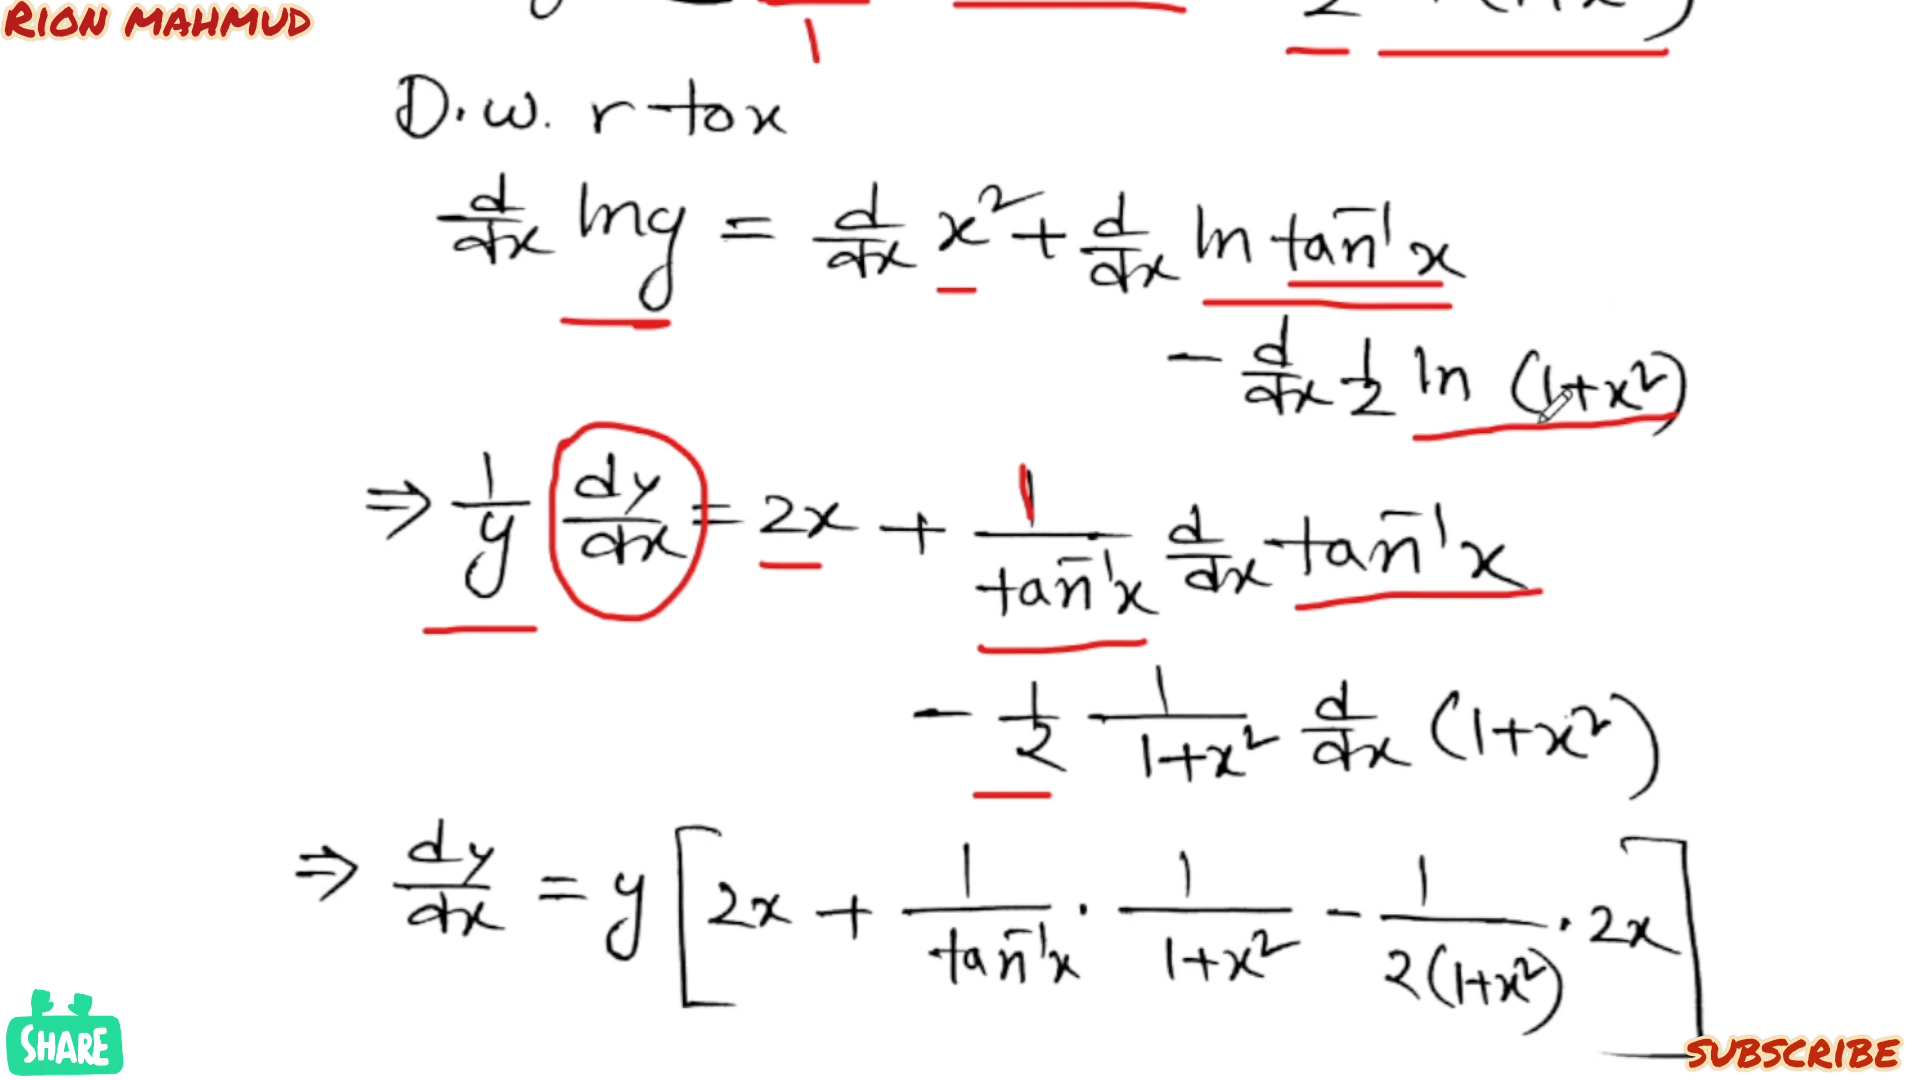 RION MAHMUD
D.w. r to x
d/dx ln y = d/dx x² + d/dx ln tan⁻¹x
- d/dx 1/2 ln (1+x²)
⇒ 1/y dy/dx = 2x + 1/tan⁻¹x d/dx tan⁻¹x
- 1/2 1/1+x² d/dx (1+x²)
⇒ dy/dx = y [2x + 1/tan⁻¹x · 1/1+x² - 1/2(1+x²) · 2x]
SHARE
SUBSCRIBE